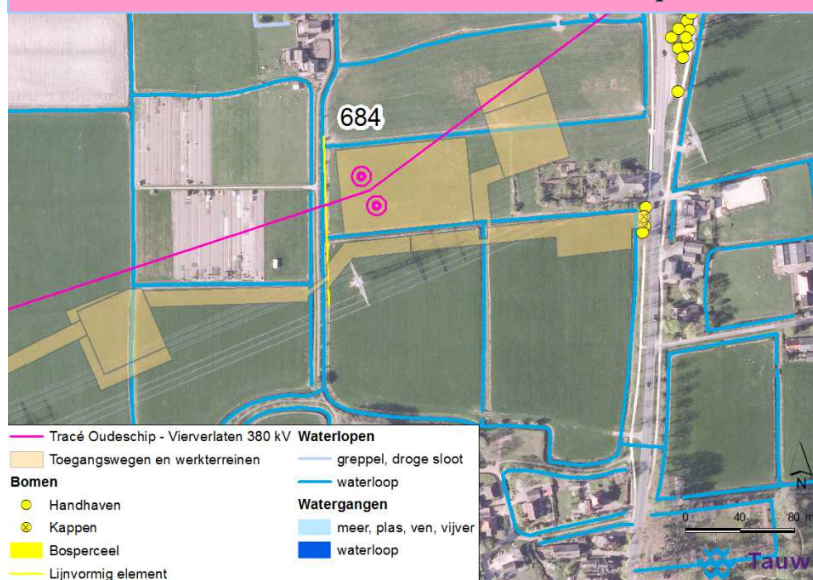 684
Tracé Oudeschip - Vierverlaten 380 kV
Toegangswegen en werkterreinen
Bomen
Handhaven
Kappen
Bosperceel
Lijnvormig element
Waterlopen
greppel, droge sloot
waterloop
Watergangen
meer, plas, ven, vijver
waterloop
N
0 40 80 m
Tauw